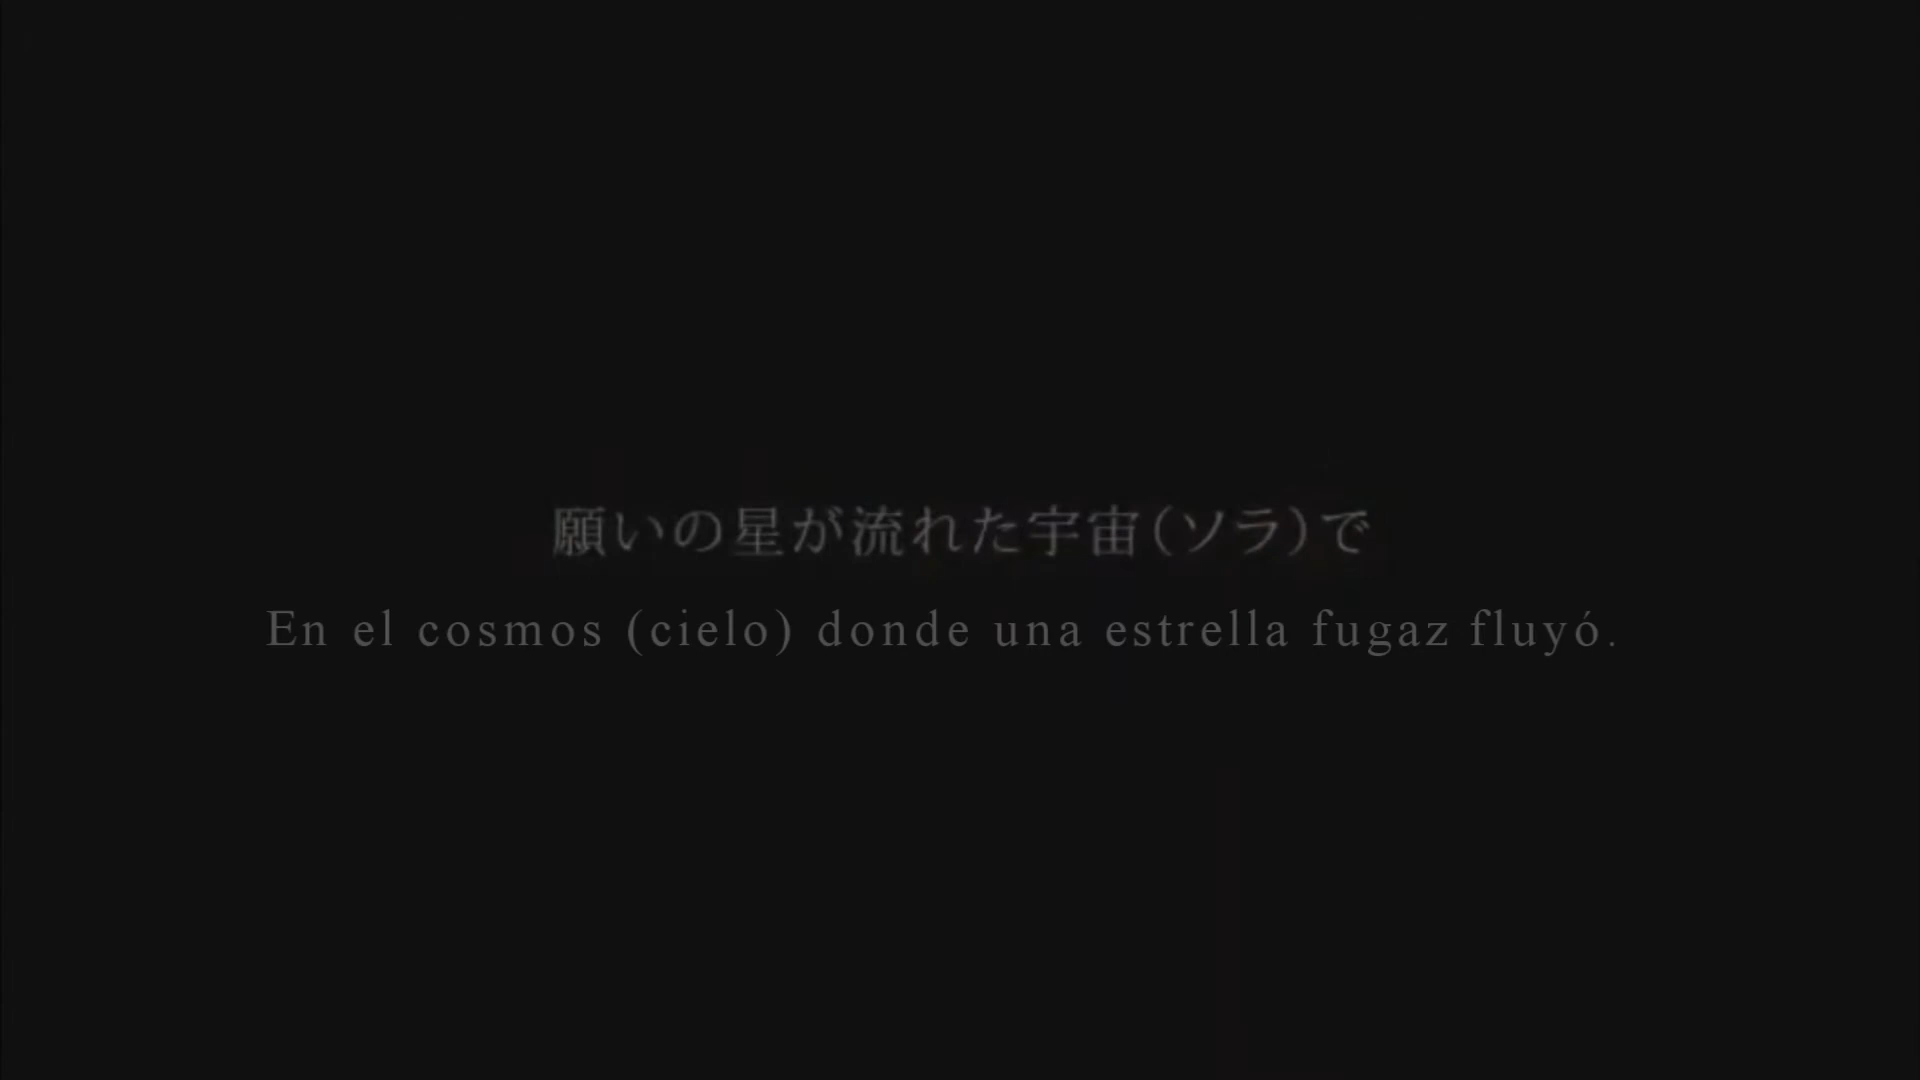 願いの星が流れた宇宙(ソラ)で
En el cosmos (cielo) donde una estrella fugaz fluyó.